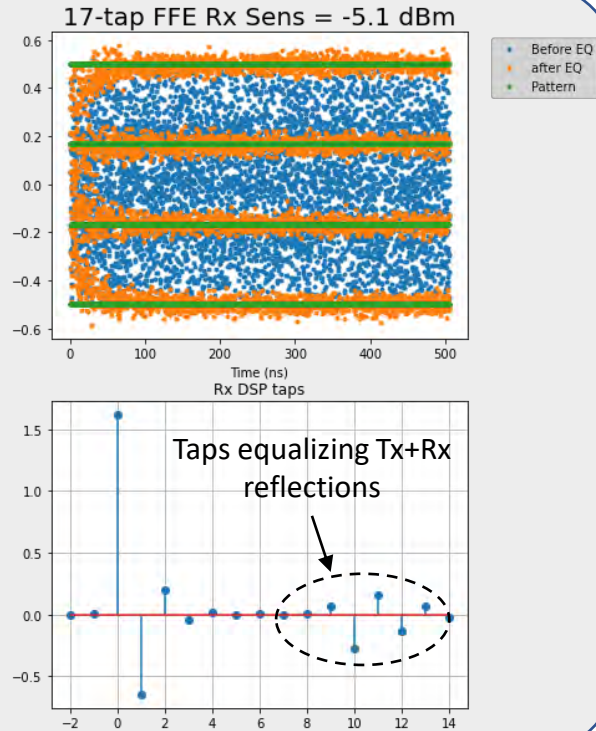 17-tap FFE Rx Sens = -5.1 dBm
Before EQ
after EQ
Pattern
0.6
0.4
0.2
0.0
−0.2
−0.4
−0.6
0 100 200 300 400 500
Time (ns)
Rx DSP taps
Taps equalizing Tx+Rx
reflections
1.5
1.0
0.5
0.0
−0.5
−2 0 2 4 6 8 10 12 14